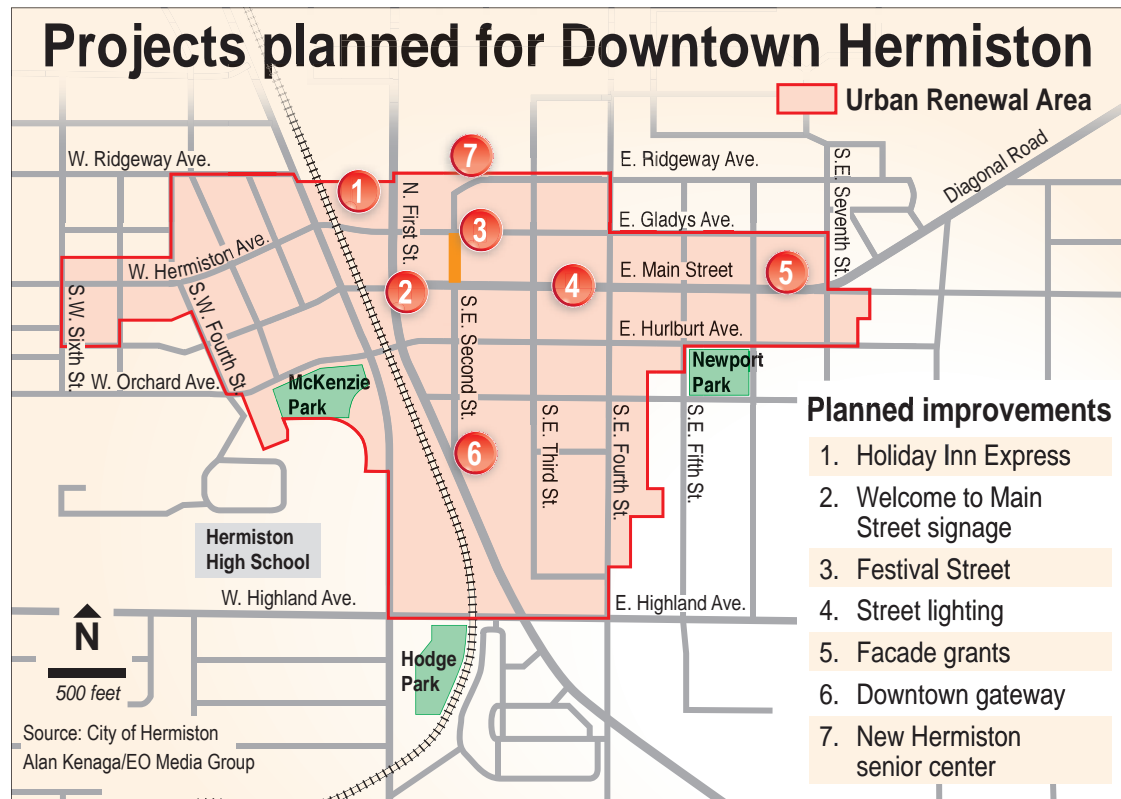 Projects planned for Downtown Hermiston
Urban Renewal Area
W. Ridgeway Ave.
7
E. Ridgeway Ave.
S.E. Seventh St.
Diagonal Road
1
N. First St.
3
E. Gladys Ave.
W. Hermiston Ave.
2
4
E. Main Street
5
S.W. Sixth St.
S.W. Fourth St.
S.E. Second St.
E. Hurlburt Ave.
W. Orchard Ave.
McKenzie
Park
Newport
Park
6
S.E. Third St.
S.E. Fourth St.
S.E. Fifth St.
Hermiston
High School
W. Highland Ave.
E. Highland Ave.
Hodge
Park
N
500 feet
Source: City of Hermiston
Alan Kenaga/EO Media Group
Planned improvements
1. Holiday Inn Express
2. Welcome to Main
Street signage
3. Festival Street
4. Street lighting
5. Facade grants
6. Downtown gateway
7. New Hermiston
senior center